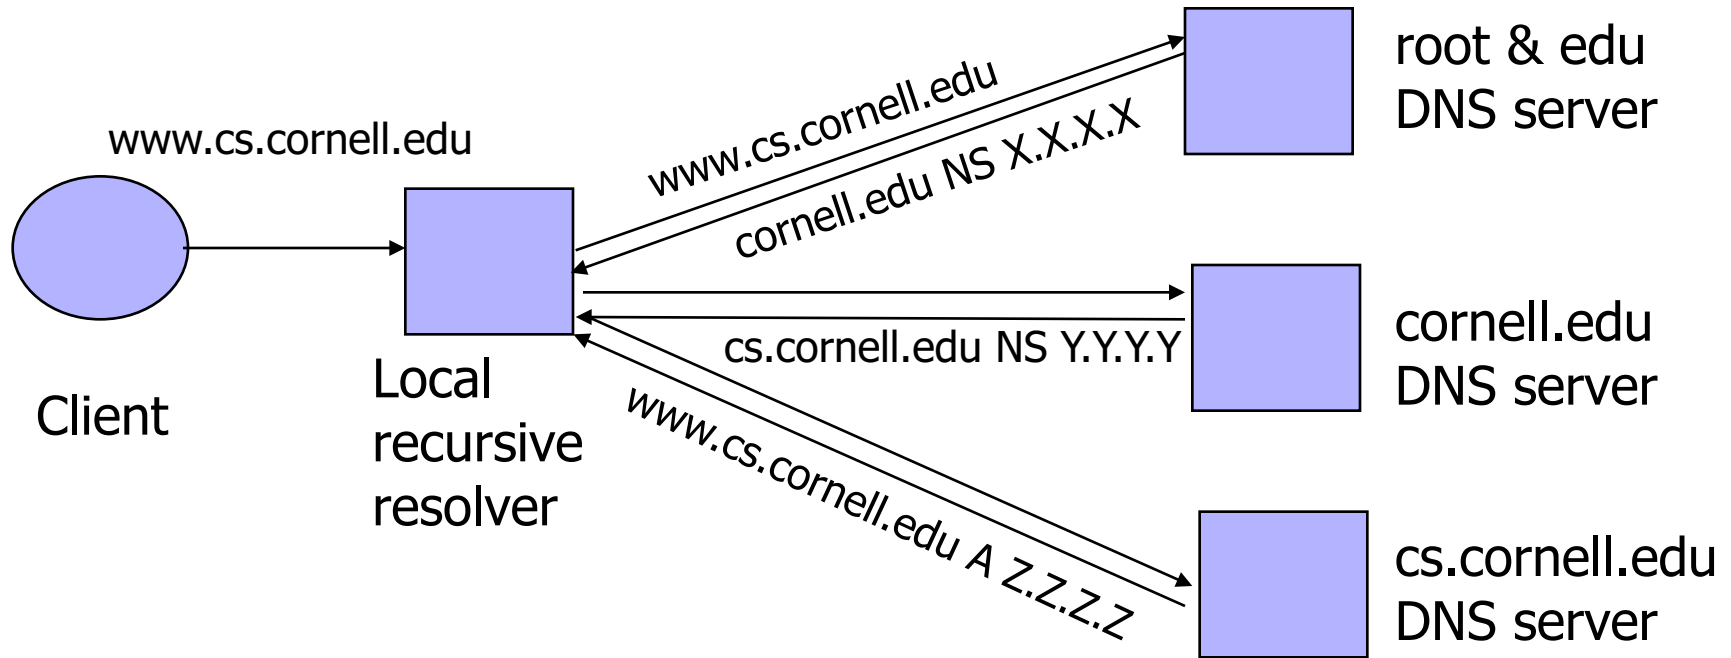 www.cs.cornell.edu
Client
Local
recursive
resolver
www.cs.cornell.edu
cornell.edu NS X.X.X.X
cs.cornell.edu NS Y.Y.Y.Y
www.cs.cornell.edu A Z.Z.Z.Z
root & edu
DNS server
cornell.edu
DNS server
cs.cornell.edu
DNS server